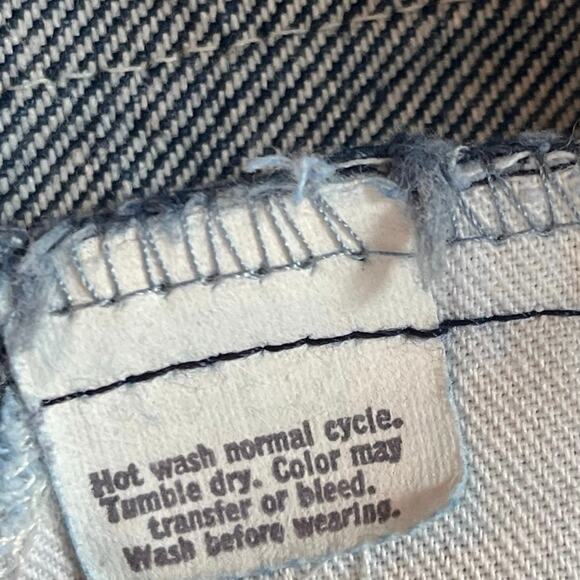 Hot wash normal cycle.
Tumble dry. Color may
transfer or bleed.
Wash before wearing.